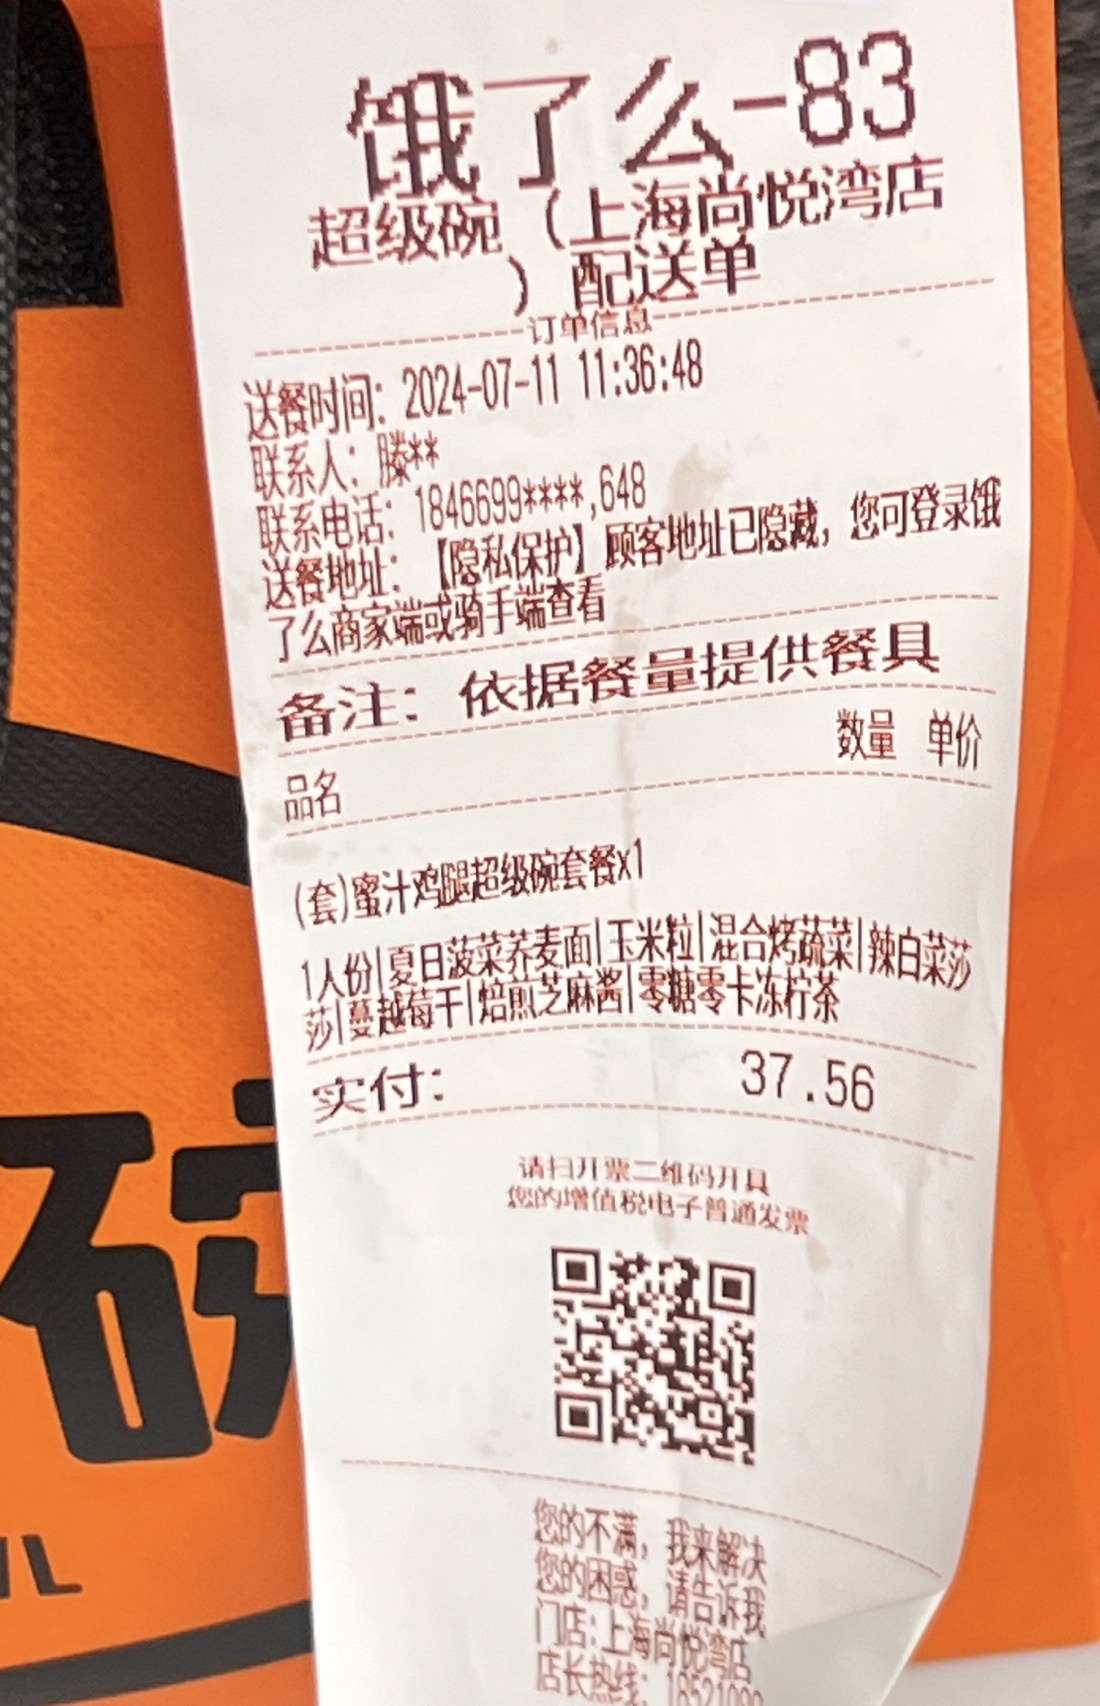 饿了么-83
超级碗（上海尚悦湾店
）配送单
订单信息
送餐时间：2024-07-11 11:36:48
联系人：滕**
联系电话：1846699****,648
送餐地址：【隐私保护】顾客地址已隐藏，您可登录饿
了么商家端或骑手端查看
备注：依据餐量提供餐具
品名 数量 单价
(套)蜜汁鸡腿超级碗套餐x1
1人份|夏日菠菜荞麦面|玉米粒|混合烤蔬菜|辣白菜莎
莎|蔓越莓干|焙煎芝麻酱|零糖零卡冻柠茶
实付： 37.56
请扫开票二维码开具
您的增值税电子普通发票
您的不满，我来解决
您的困惑，请告诉我
门店：上海尚悦湾店
店长热线：
碗